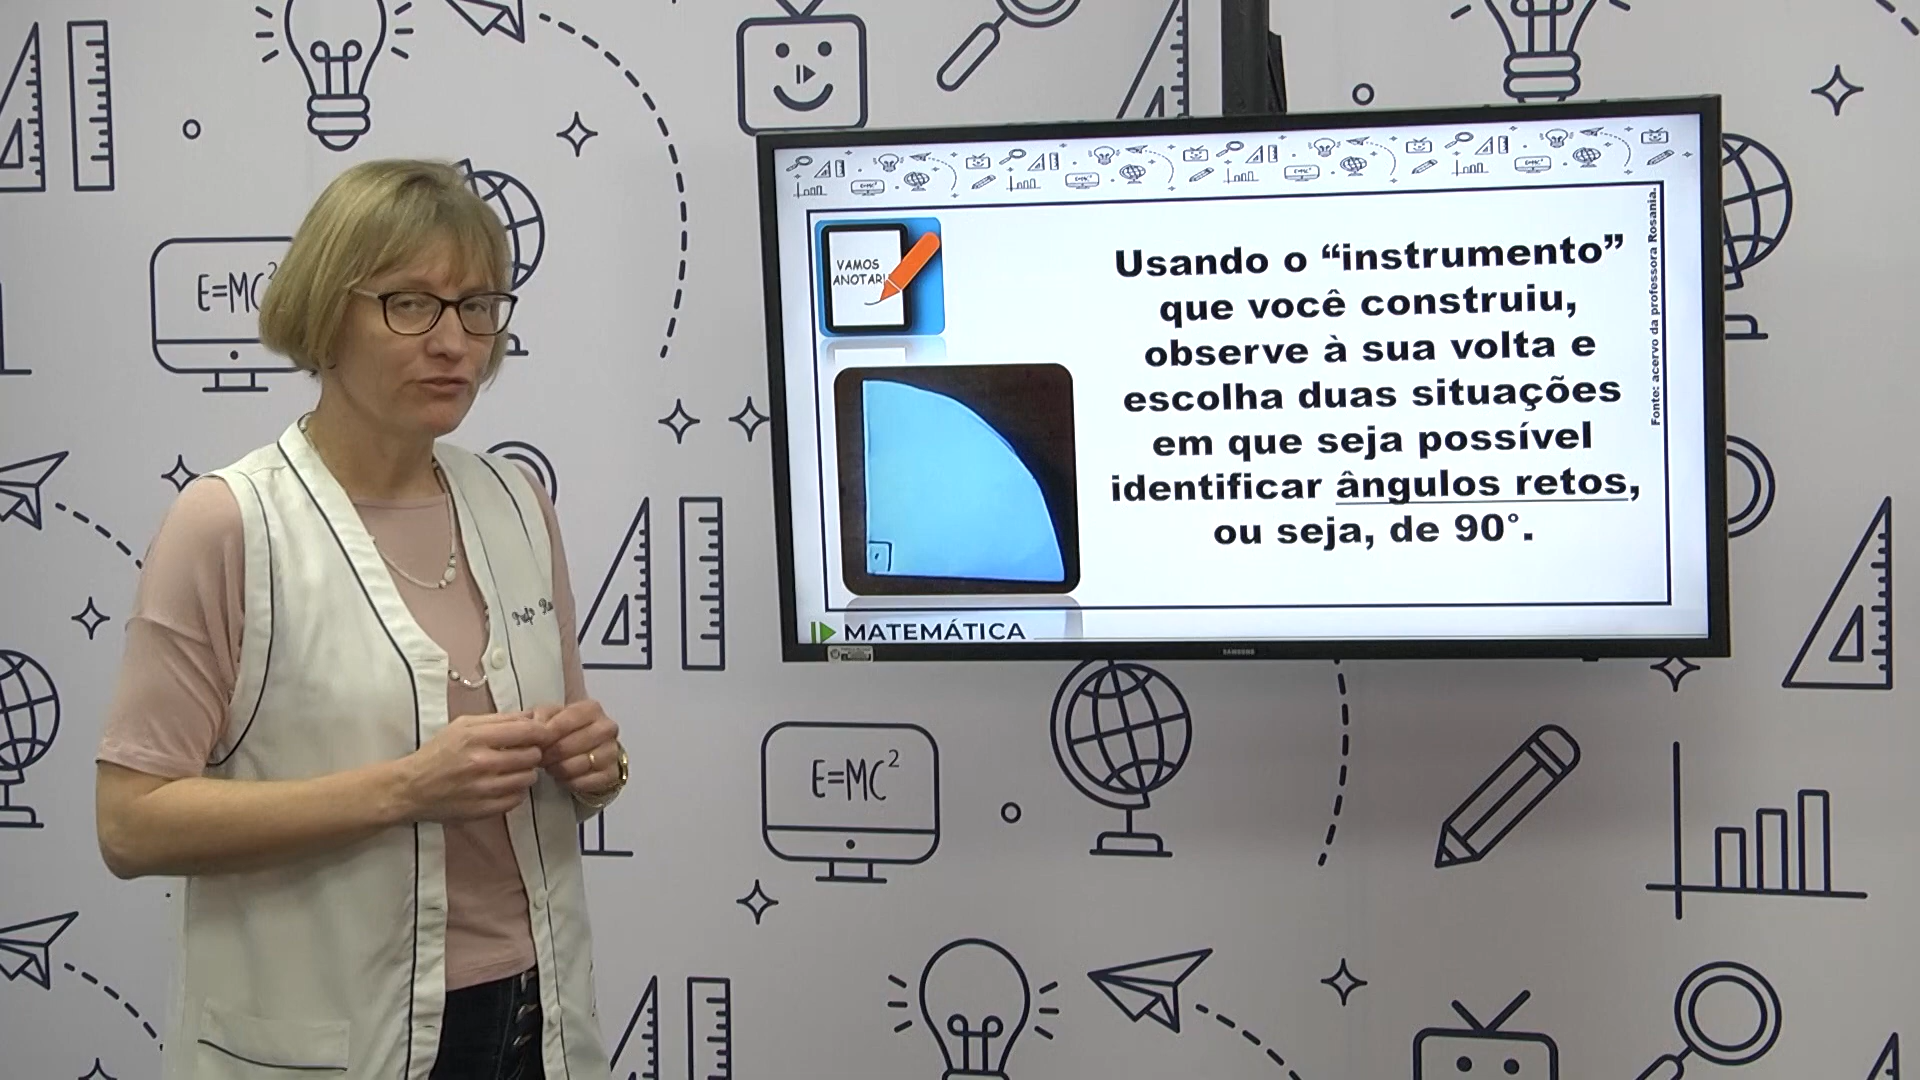 E=MC²
VAMOS
ANOTAR!
Usando o “instrumento”
que você construiu,
observe à sua volta e
escolha duas situações
em que seja possível
identificar ângulos retos,
ou seja, de 90°.
Fonte: acervo da professora Rosania.
MATEMÁTICA
SAMSUNG
Profª
E=MC²